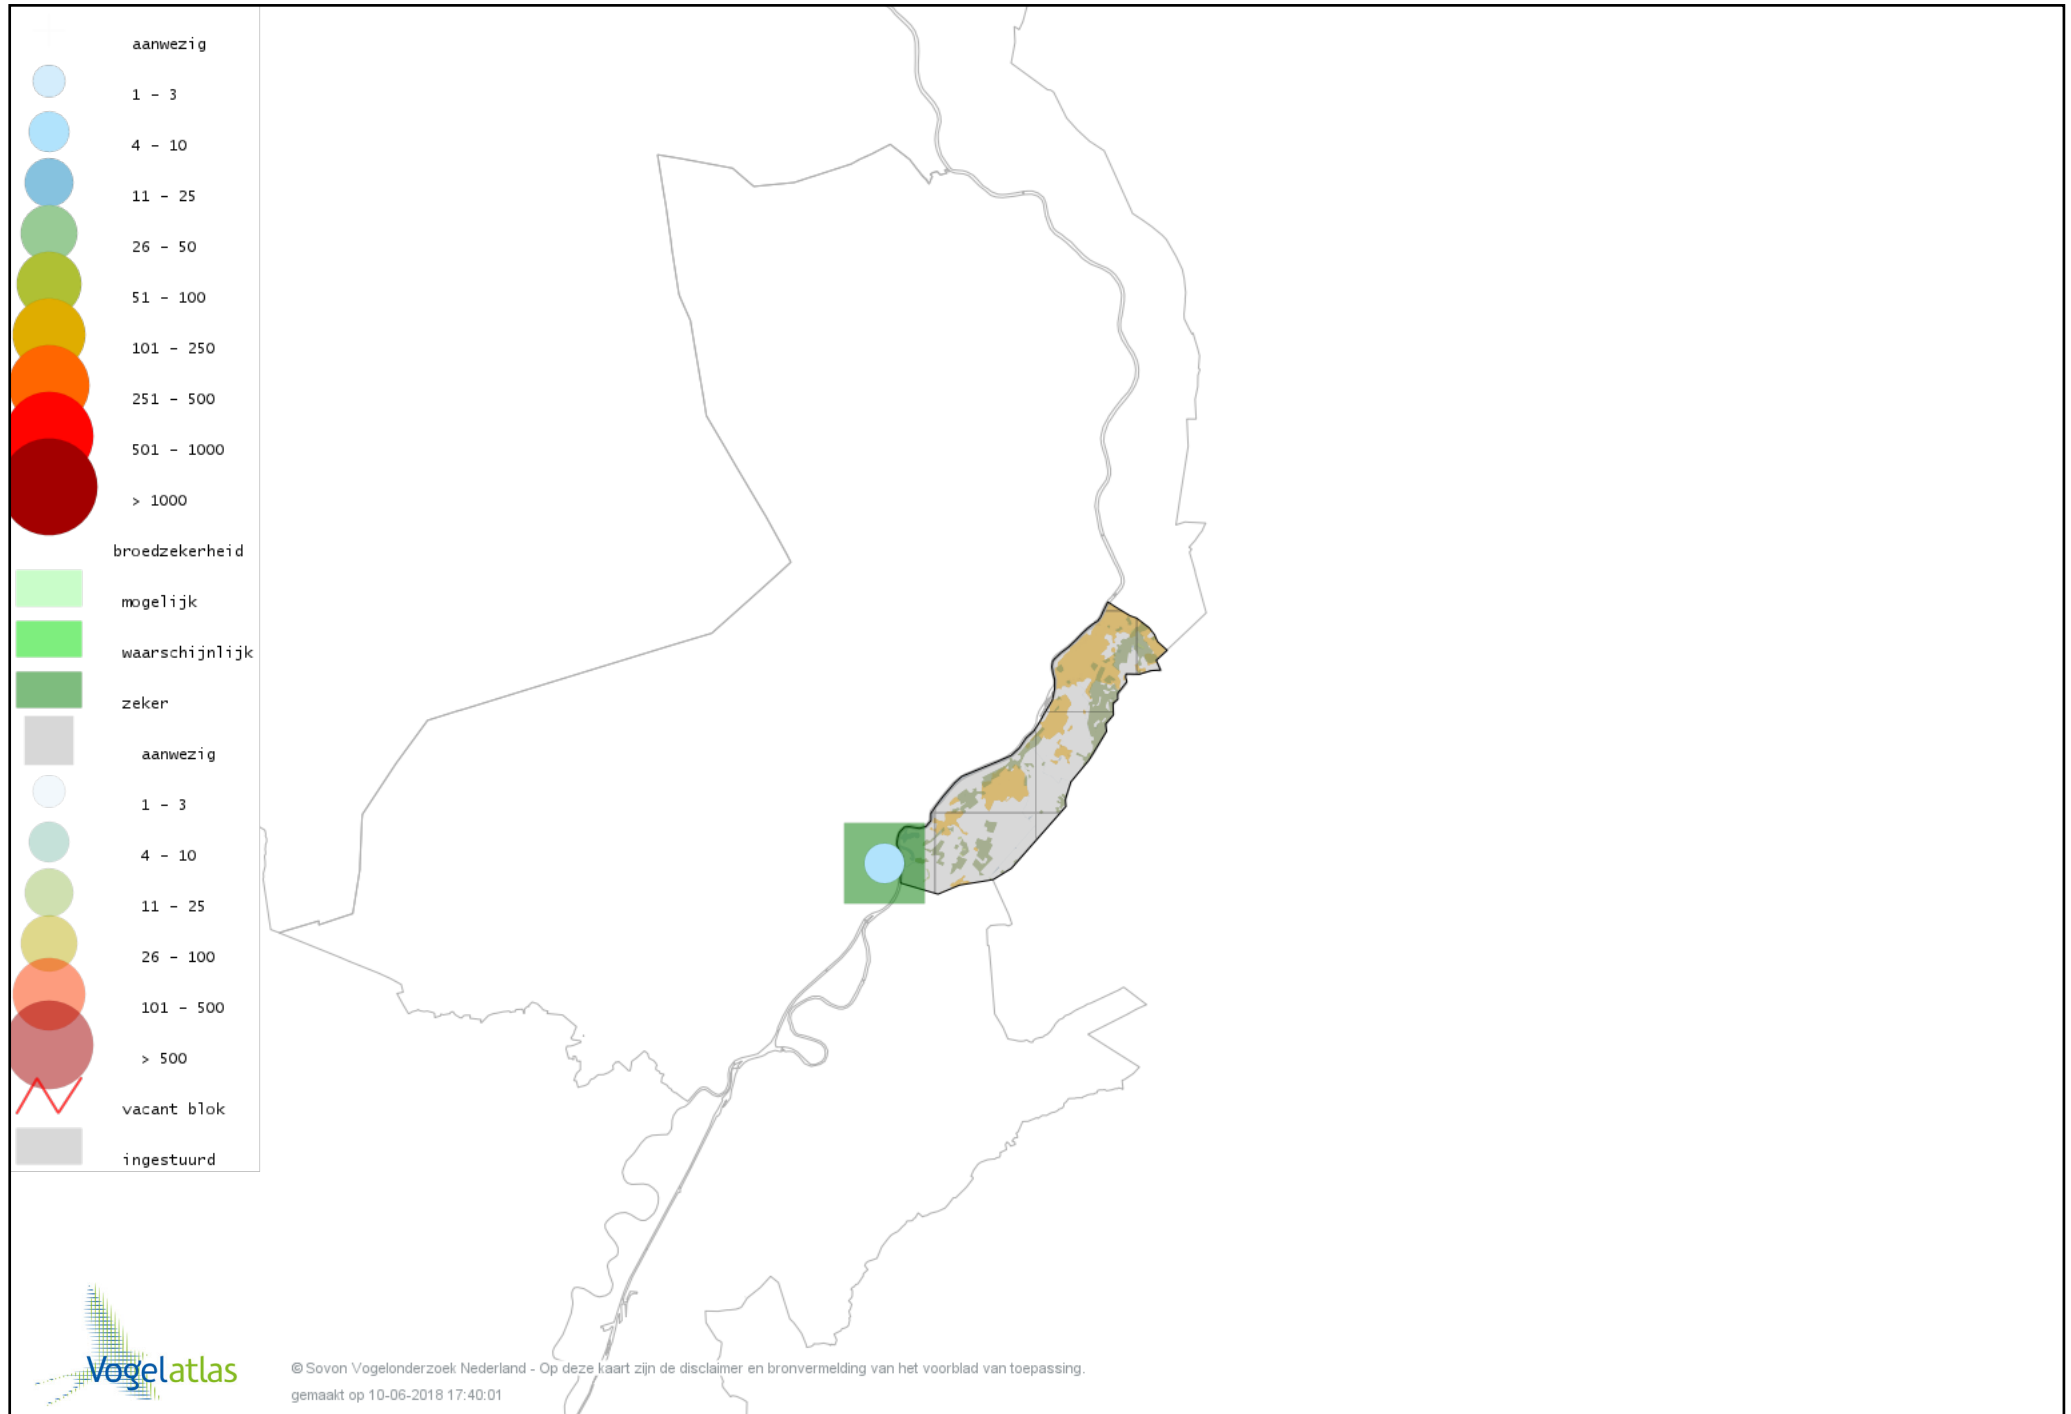 aanwezig
1 - 3
4 - 10
11 - 25
26 - 50
51 - 100
101 - 250
251 - 500
501 - 1000
> 1000
broedzekerheid
mogelijk
waarschijnlijk
zeker
aanwezig
1 - 3
4 - 10
11 - 25
26 - 100
101 - 500
> 500
vacant blok
ingestuurd
Vogelatlas
© Sovon Vogelonderzoek Nederland - Op deze kaart zijn de disclaimer en bronvermelding van het voorblad van toepassing.
gemaakt op 10-06-2018 17:40:01